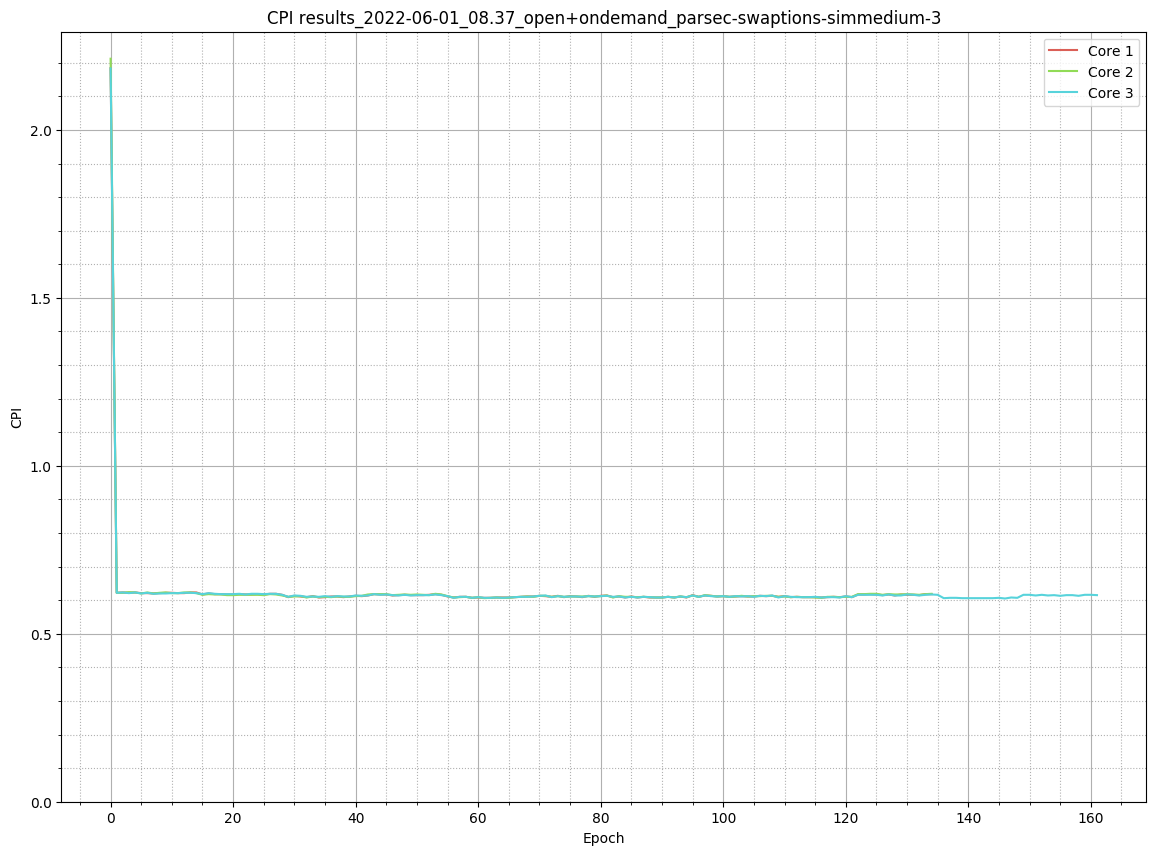 CPI results_2022-06-01_08.37_open+ondemand_parsec-swaptions-simmedium-3
Core 1
Core 2
Core 3
CPI
2.0
1.5
1.0
0.5
0.0
0 20 40 60 80 100 120 140 160
Epoch